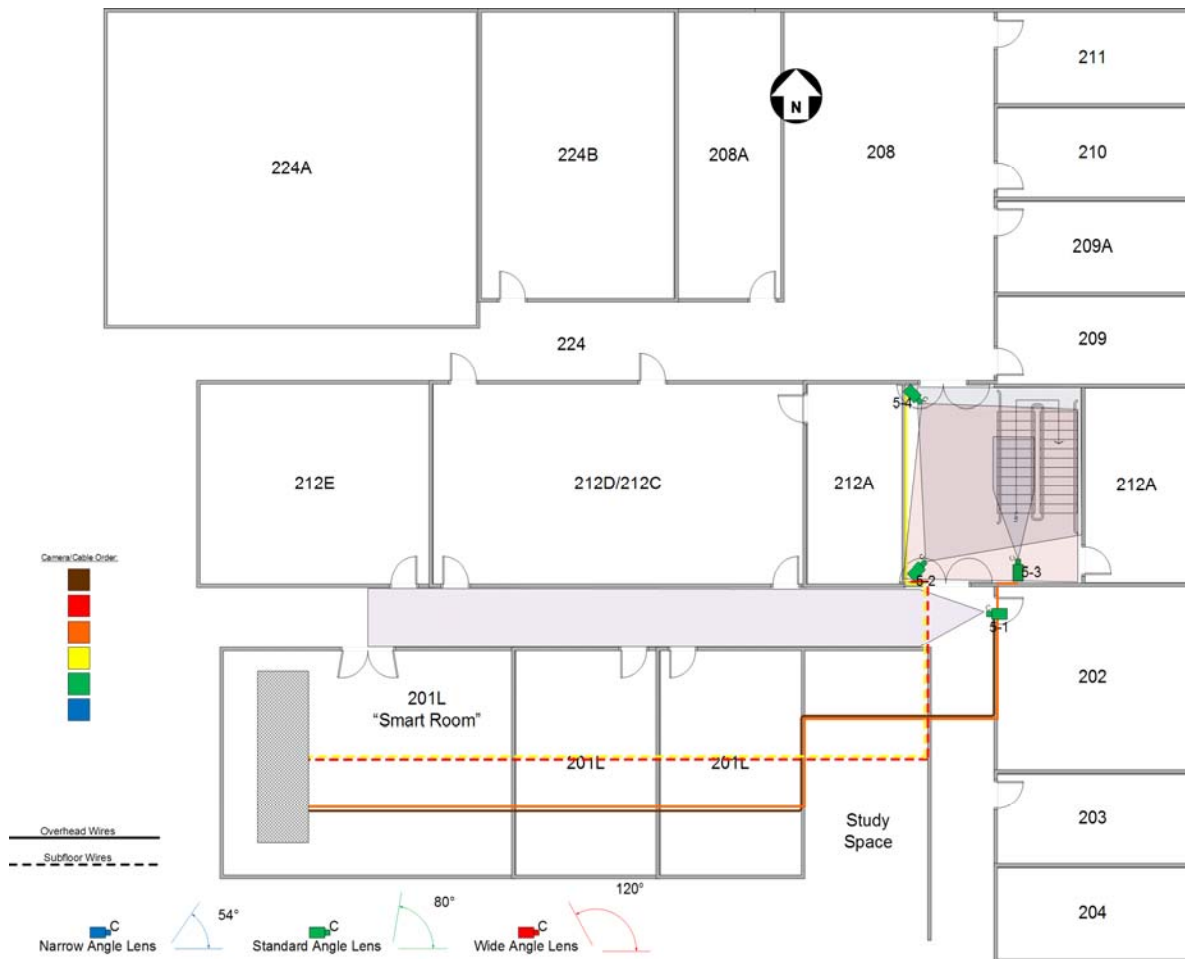 211
N
210
224A
224B
208A
208
209A
224
209
5-4
212E
212D/212C
212A
212A
Camera/Cable Order:
5-2
5-3
5-1
202
201L
“Smart Room”
201L
201L
203
Study
Space
Overhead Wires
Subfloor Wires
204
C
Narrow Angle Lens
54°
C
Standard Angle Lens
80°
C
Wide Angle Lens
120°